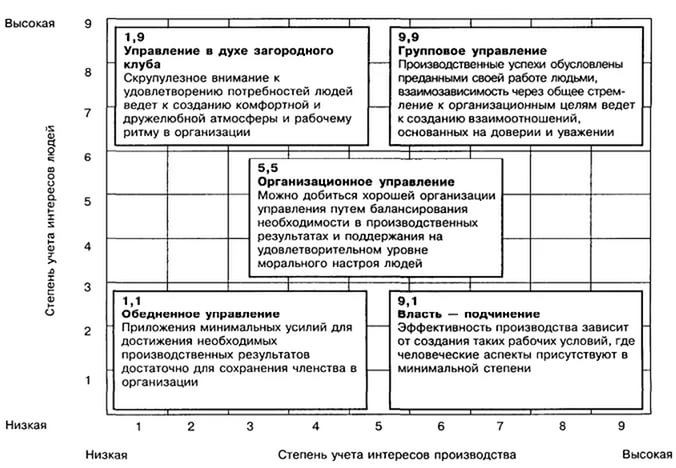 Высокая
9
1,9
Управление в духе загородного
клуба
Скрупулезное внимание к
удовлетворению потребностей людей
ведет к созданию комфортной и
дружелюбной атмосферы и рабочему
ритму в организации
9,9
Групповое управление
Производственные успехи обусловлены
преданными своей работе людьми,
взаимозависимость через общее стрем-
ление к организационным целям ведет
к созданию взаимоотношений,
основанных на доверии и уважении
8
7
6
5,5
Организационное управление
Можно добиться хорошей организации
управления путем балансирования
необходимости в производственных
результатах и поддержания на
удовлетворительном уровне
морального настроя людей
5
4
3
1,1
Обедненное управление
Приложения минимальных усилий для
достижения необходимых
производственных результатов
достаточно для сохранения членства в
организации
9,1
Власть — подчинение
Эффективность производства зависит
от создания таких рабочих условий, где
человеческие аспекты присутствуют в
минимальной степени
2
1
Степень учета интересов людей
Низкая
1 2 3 4 5 6 7 8 9
Низкая
Степень учета интересов производства
Высокая